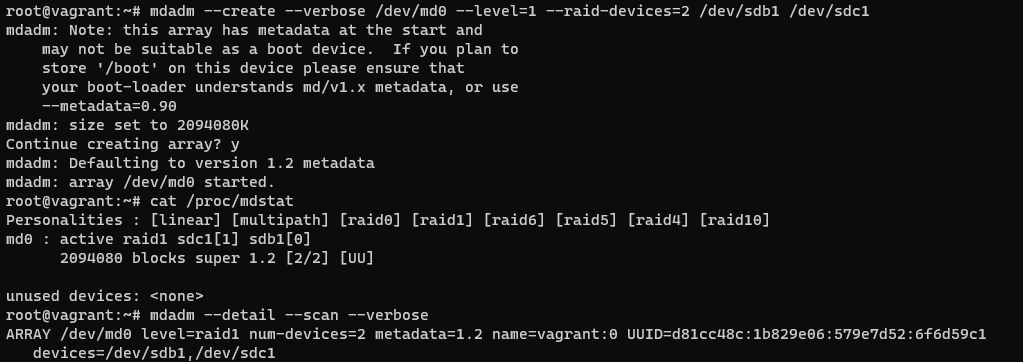 root@vagrant:~# mdadm --create --verbose /dev/md0 --level=1 --raid-devices=2 /dev/sdb1 /dev/sdc1
mdadm: Note: this array has metadata at the start and
    may not be suitable as a boot device.  If you plan to
    store '/boot' on this device please ensure that
    your boot-loader understands md/v1.x metadata, or use
    --metadata=0.90
mdadm: size set to 2094080K
Continue creating array? y
mdadm: Defaulting to version 1.2 metadata
mdadm: array /dev/md0 started.
root@vagrant:~# cat /proc/mdstat
Personalities : [linear] [multipath] [raid0] [raid1] [raid6] [raid5] [raid4] [raid10]
md0 : active raid1 sdc1[1] sdb1[0]
      2094080 blocks super 1.2 [2/2] [UU]

unused devices: <none>
root@vagrant:~# mdadm --detail --scan --verbose
ARRAY /dev/md0 level=raid1 num-devices=2 metadata=1.2 name=vagrant:0 UUID=d81cc48c:1b829e06:579e7d52:6f6d59c1
   devices=/dev/sdb1,/dev/sdc1